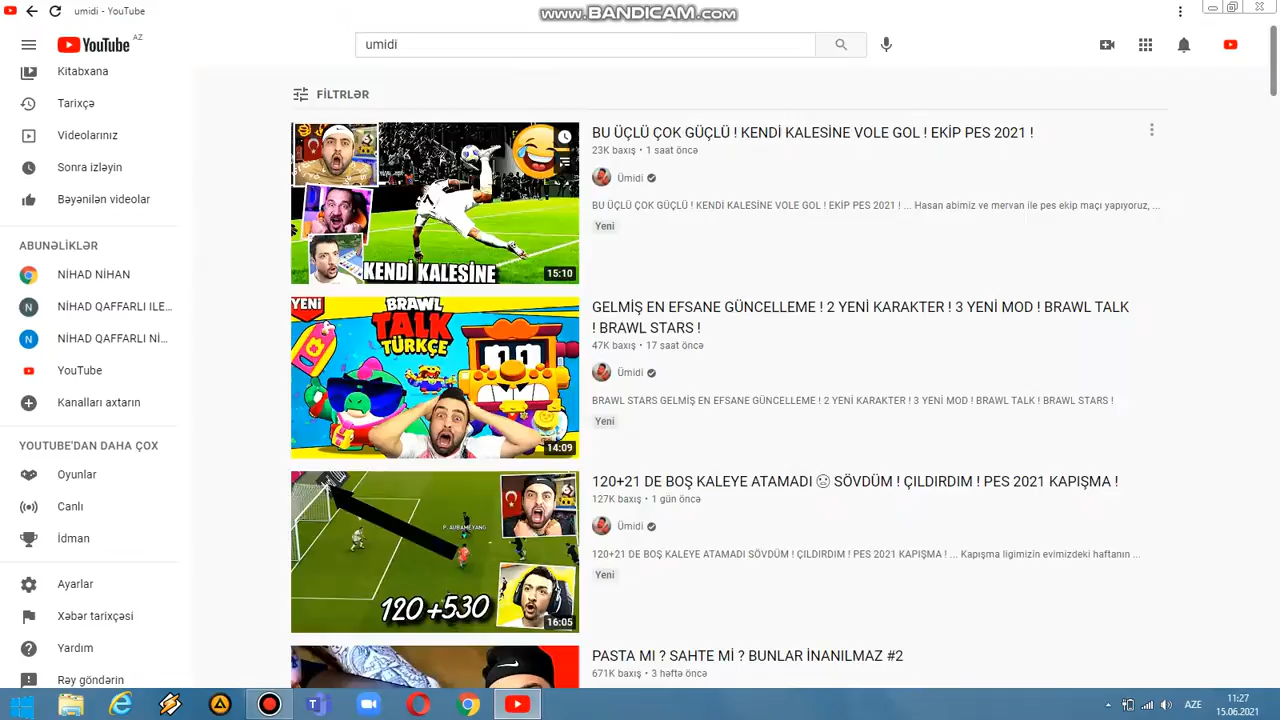 umidi - YouTube
www.BANDICAM.com
YouTube AZ
umidi
Kitabxana
Tarixçə
Videolarınız
Sonra izləyin
Bəyənilən videolar
ABUNƏLİKLƏR
NİHAD NİHAN
N
NİHAD QAFFARLI ILE...
N
NİHAD QAFFARLI Nİ...
YouTube
Kanalları axtarın
YOUTUBE'DAN DAHA ÇOX
Oyunlar
Canlı
İdman
Ayarlar
Xəbər tarixçəsi
Yardım
Rəy göndərin
FİLTRLƏR
KENDİ KALESİNE
15:10
BU ÜÇLÜ ÇOK GÜÇLÜ ! KENDİ KALESİNE VOLE GOL ! EKİP PES 2021 !
23K baxış • 1 saat öncə
Ümidi
BU ÜÇLÜ ÇOK GÜÇLÜ ! KENDİ KALESİNE VOLE GOL ! EKİP PES 2021 ! ... Hasan abimiz ve mervan ile pes ekip maçı yapıyoruz, ...
Yeni
YENİ
BRAWL
TALK
TÜRKÇE
14:09
GELMİŞ EN EFSANE GÜNCELLEME ! 2 YENİ KARAKTER ! 3 YENİ MOD ! BRAWL TALK
! BRAWL STARS !
47K baxış • 17 saat öncə
Ümidi
BRAWL STARS GELMİŞ EN EFSANE GÜNCELLEME ! 2 YENİ KARAKTER ! 3 YENİ MOD ! BRAWL TALK ! BRAWL STARS !
Yeni
P. AUBAMEYANG
120+530
16:05
120+21 DE BOŞ KALEYE ATAMADI 😐 SÖVDÜM ! ÇILDIRDIM ! PES 2021 KAPIŞMA !
127K baxış • 1 gün öncə
Ümidi
120+21 DE BOŞ KALEYE ATAMADI SÖVDÜM ! ÇILDIRDIM ! PES 2021 KAPIŞMA ! ... Kapışma ligimizin evimizdeki haftanın ...
Yeni
PASTA MI ? SAHTE Mİ ? BUNLAR İNANILMAZ #2
671K baxış • 3 həftə öncə
AZE
11:27
15.06.2021